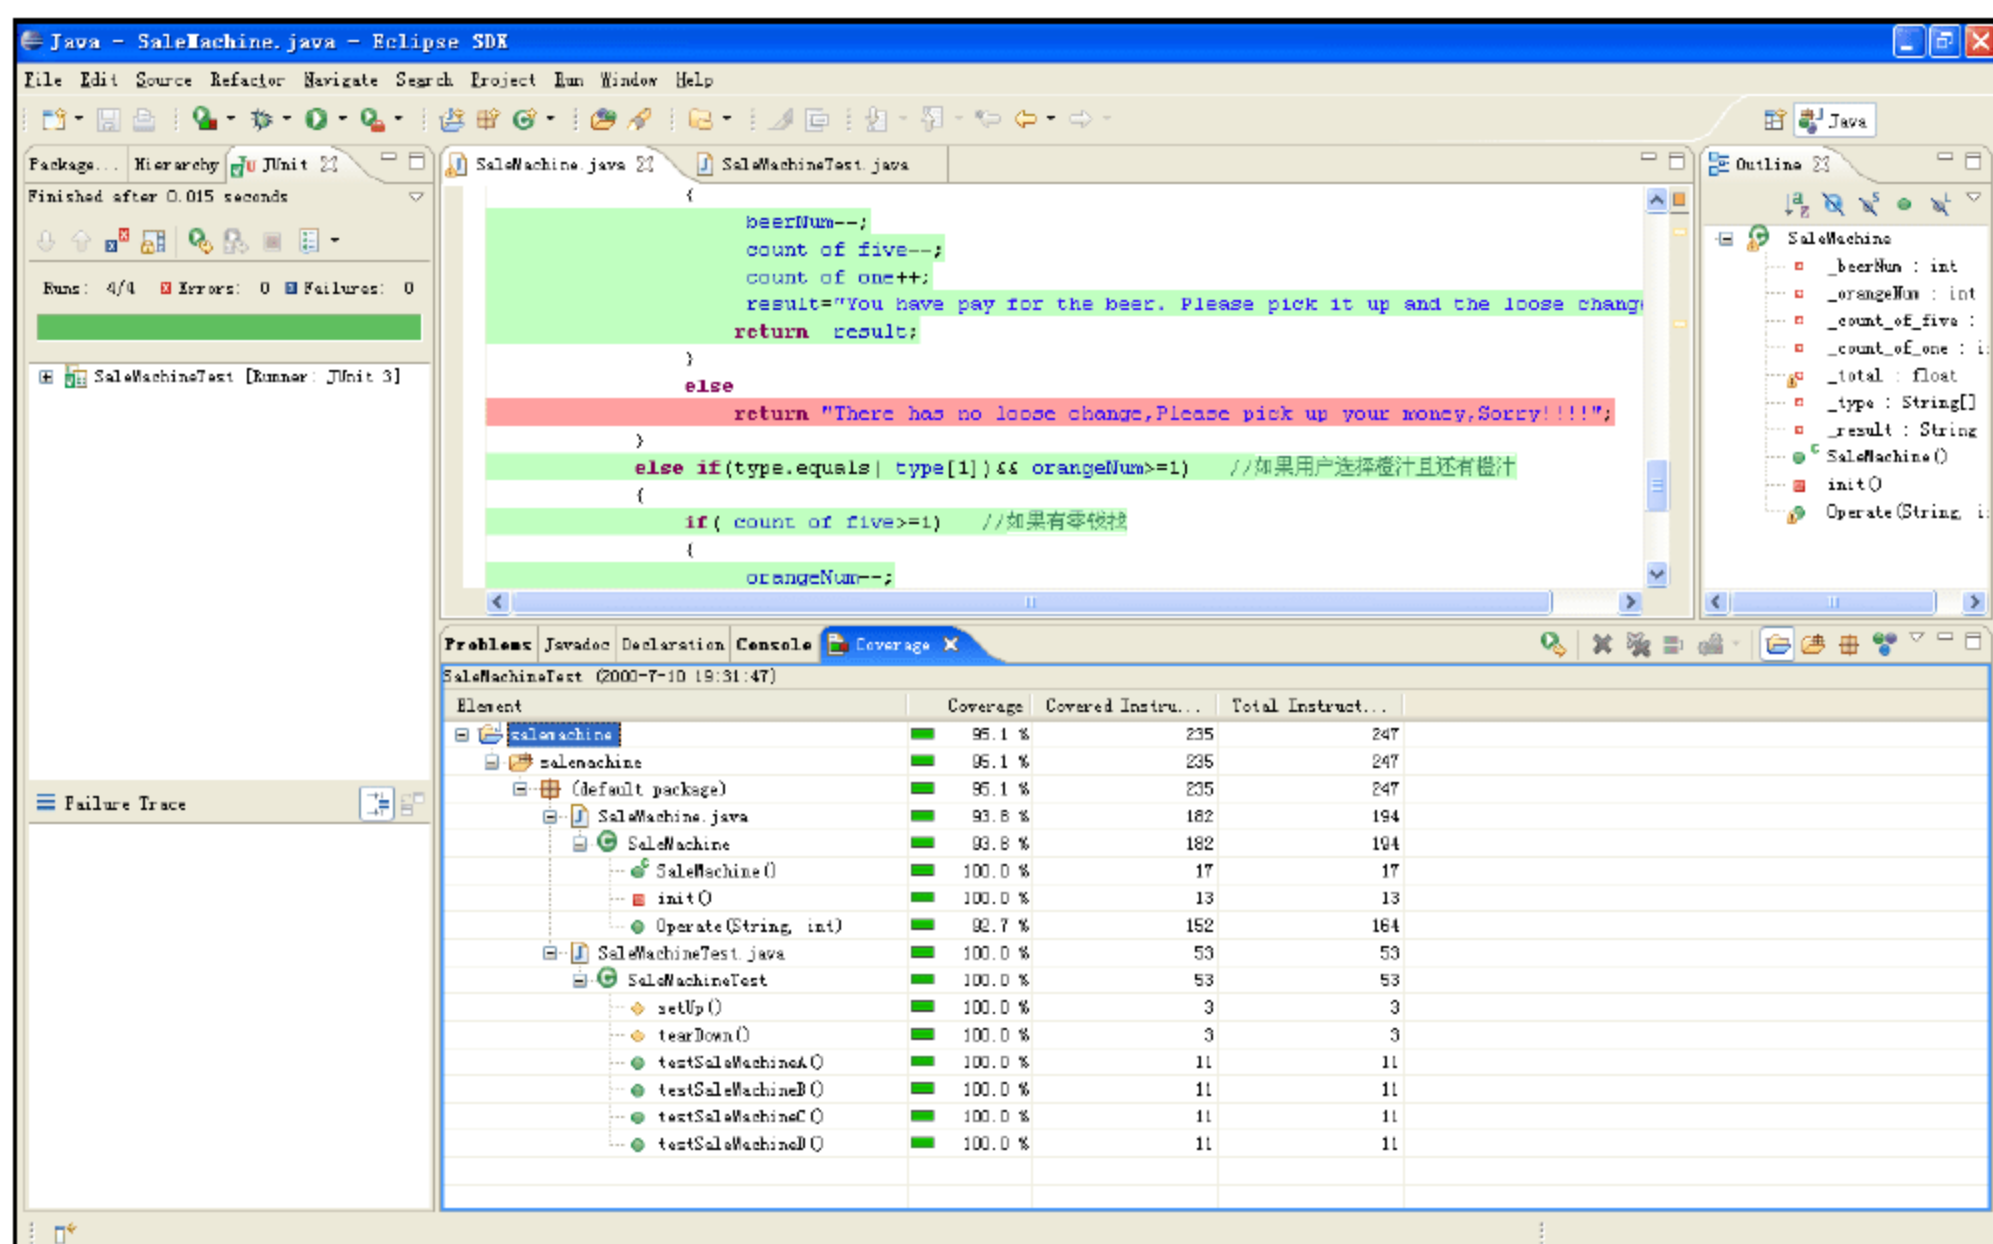 Java - SaleMachine.java - Eclipse SDK
File Edit Source Refactor Navigate Search Project Run Window Help
Java
Package... Hierarchy JUnit
Finished after 0.015 seconds
Runs: 4/4 Errors: 0 Failures: 0
SaleMachineTest [Runner: JUnit 3]
Failure Trace
SaleMachine.java SaleMachineTest.java
{
beerNum--;
count of five--;
count of one++;
result="You have pay for the beer. Please pick it up and the loose change
return result;
}
else
return "There has no loose change,Please pick up your money,Sorry!!!!";
}
else if(type.equals( type[1])&& orangeNum>=1) //如果用户选择橙汁且还有橙汁
{
if( count of five>=1) //如果有零钱找
{
orangeNum--;
Outline
SaleMachine
_beerNum : int
_orangeNum : int
_count_of_five :
_count_of_one : i
_total : float
_type : String[]
_result : String
SaleMachine()
init()
Operate(String, i
Problems Javadoc Declaration Console Coverage
SaleMachineTest (2000-7-10 19:31:47)
Element Coverage Covered Instru... Total Instruct...
salemachine 95.1 % 235 247
salemachine 95.1 % 235 247
(default package) 95.1 % 235 247
SaleMachine.java 93.8 % 182 194
SaleMachine 93.8 % 182 194
SaleMachine() 100.0 % 17 17
init() 100.0 % 13 13
Operate(String, int) 92.7 % 152 164
SaleMachineTest.java 100.0 % 53 53
SaleMachineTest 100.0 % 53 53
setUp() 100.0 % 3 3
tearDown() 100.0 % 3 3
testSaleMachineA() 100.0 % 11 11
testSaleMachineB() 100.0 % 11 11
testSaleMachineC() 100.0 % 11 11
testSaleMachineD() 100.0 % 11 11